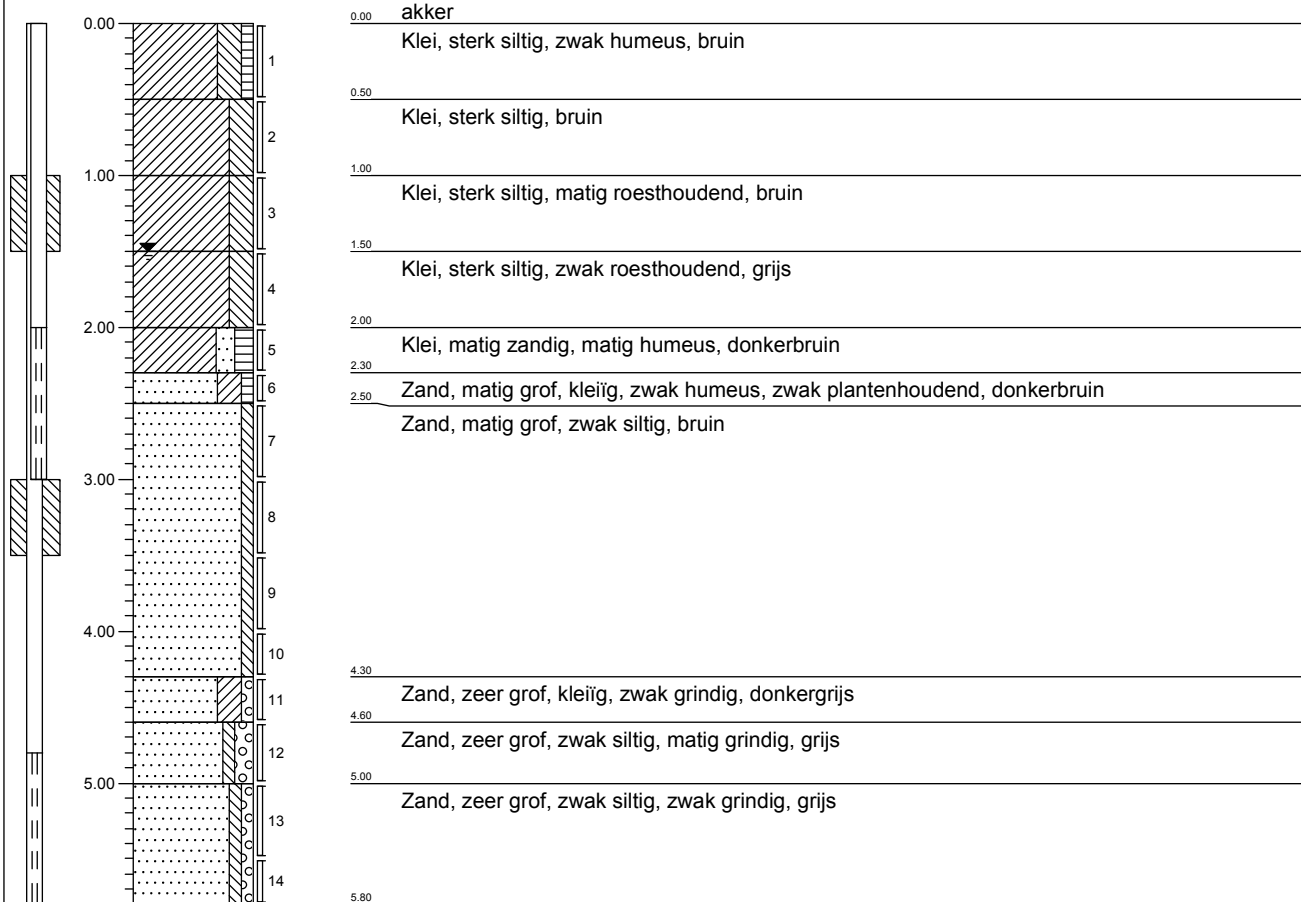 akker
0.00
0.00
Klei, sterk siltig, zwak humeus, bruin
1
0.50
Klei, sterk siltig, bruin
2
1.00
1.00
Klei, sterk siltig, matig roesthoudend, bruin
3
1.50
Klei, sterk siltig, zwak roesthoudend, grijs
4
2.00
2.00
Klei, matig zandig, matig humeus, donkerbruin
5
2.30
Zand, matig grof, kleiïg, zwak humeus, zwak plantenhoudend, donkerbruin
6
2.50
Zand, matig grof, zwak siltig, bruin
7
3.00
8
9
4.00
10
4.30
Zand, zeer grof, kleiïg, zwak grindig, donkergrijs
11
4.60
Zand, zeer grof, zwak siltig, matig grindig, grijs
12
5.00
5.00
Zand, zeer grof, zwak siltig, zwak grindig, grijs
13
14
5.80